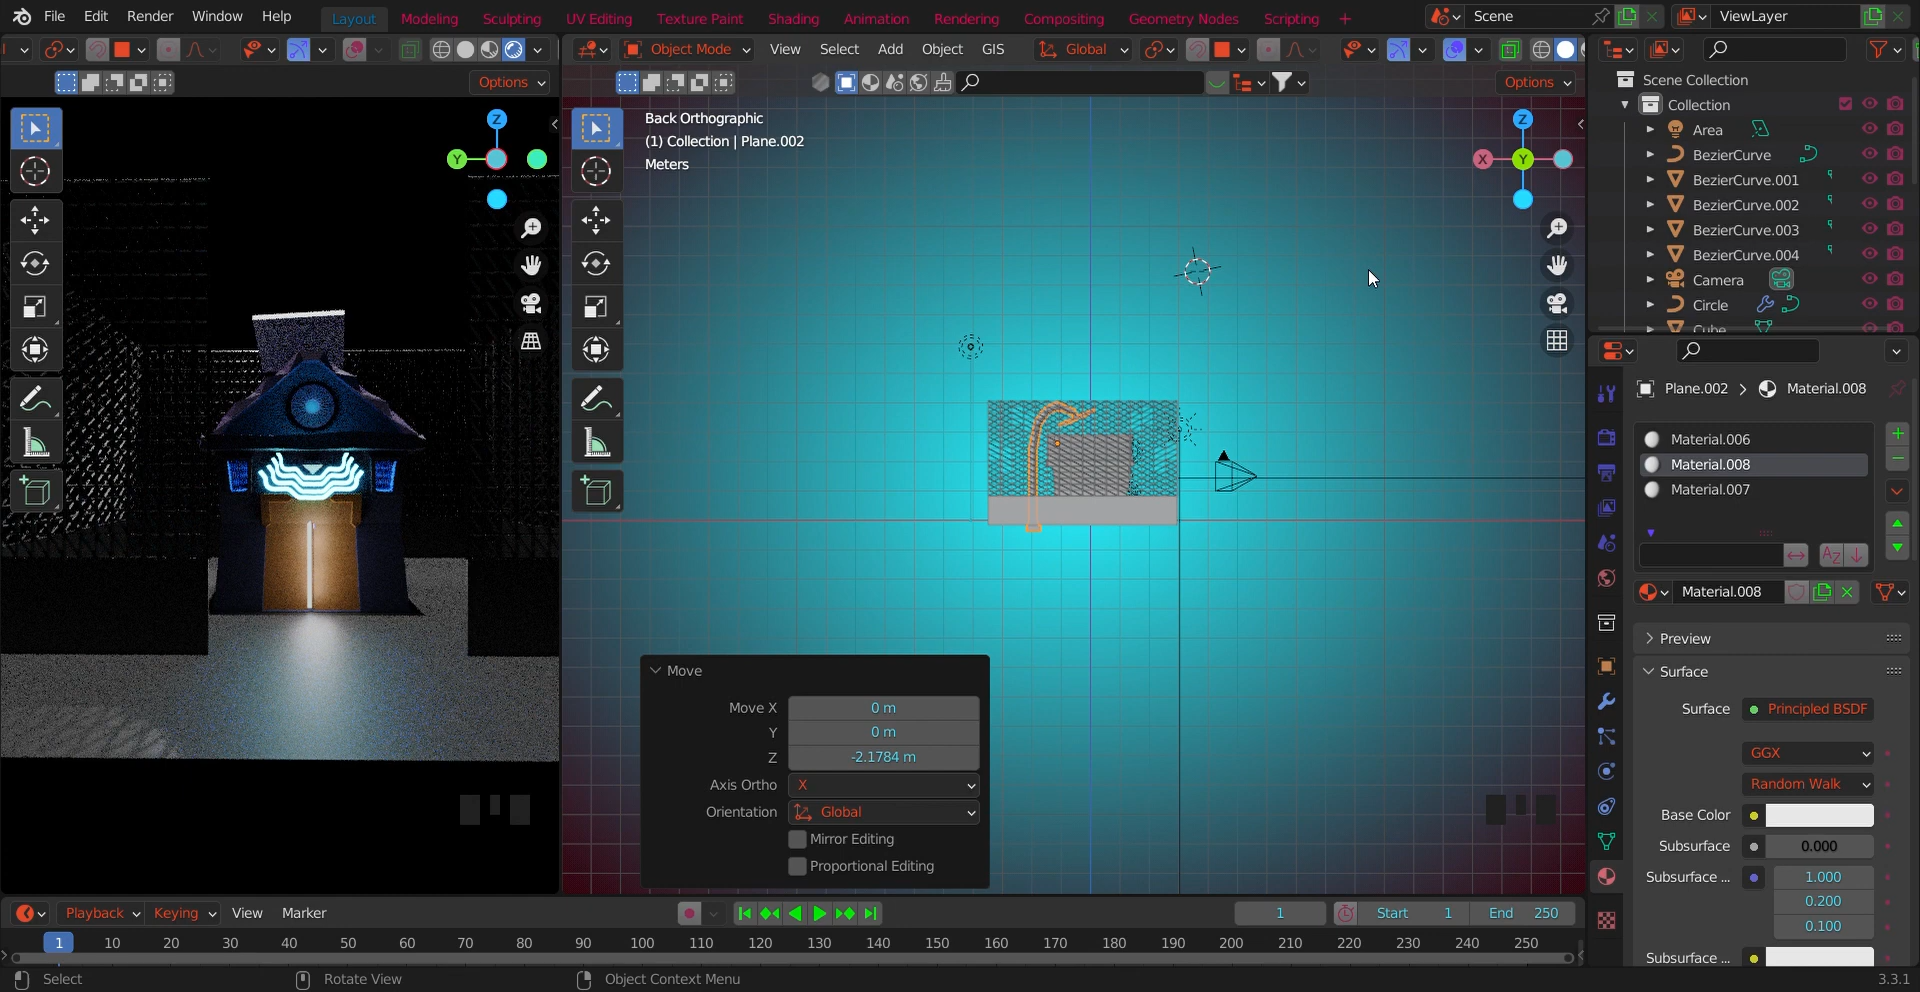 File Edit Render Window Help Layout Modeling Sculpting UV Editing Texture Paint Shading Animation Rendering Compositing Geometry Nodes Scripting + Scene ViewLayer
Object Mode View Select Add Object GIS Global
Options Options
Back Orthographic
(1) Collection | Plane.002
Meters
Z
Y
Z
X
Y
Scene Collection
Collection
Area
BezierCurve
BezierCurve.001
BezierCurve.002
BezierCurve.003
BezierCurve.004
Camera
Circle
Cube
Plane.002 > Material.008
Material.006
Material.008
Material.007
Material.008
Preview
Surface
Surface Principled BSDF
GGX
Random Walk
Base Color
Subsurface 0.000
Subsurface ... 1.000
0.200
0.100
Subsurface ...
Move
Move X 0 m
Y 0 m
Z -2.1784 m
Axis Ortho X
Orientation Global
Mirror Editing
Proportional Editing
Playback Keying View Marker 1 Start 1 End 250
1 10 20 30 40 50 60 70 80 90 100 110 120 130 140 150 160 170 180 190 200 210 220 230 240 250
Select Rotate View Object Context Menu 3.3.1